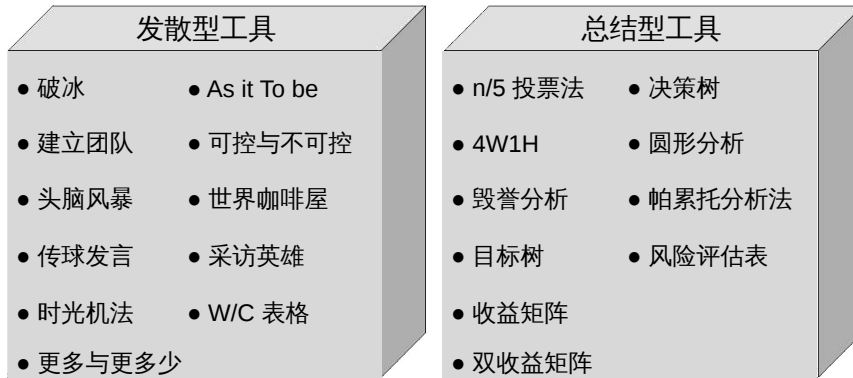 发散型工具
● 破冰
● 建立团队
● 头脑风暴
● 传球发言
● 时光机法
● 更多与更多少
● As it To be
● 可控与不可控
● 世界咖啡屋
● 采访英雄
● W/C 表格
总结型工具
● n/5 投票法
● 4W1H
● 毁誉分析
● 目标树
● 收益矩阵
● 双收益矩阵
● 决策树
● 圆形分析
● 帕累托分析法
● 风险评估表